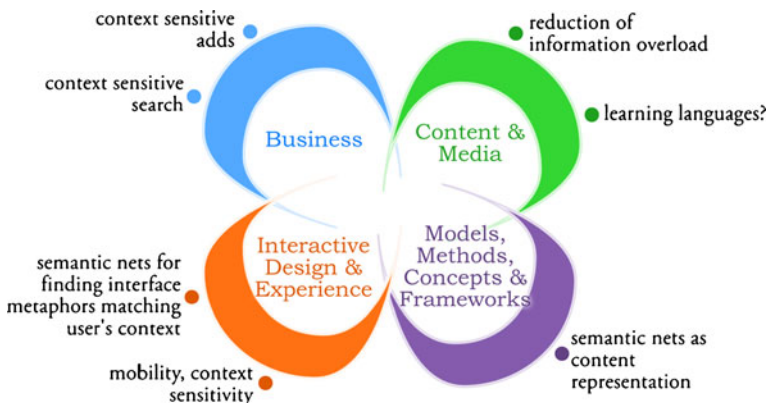 context sensitive
adds
context sensitive
search
Business
reduction of
information overload
learning languages?
Content &
Media
Interactive
Design &
Experience
semantic nets for
finding interface
metaphors matching
user's context
mobility, context
sensitivity
Models,
Methods,
Concepts &
Frameworks
semantic nets as
content
representation